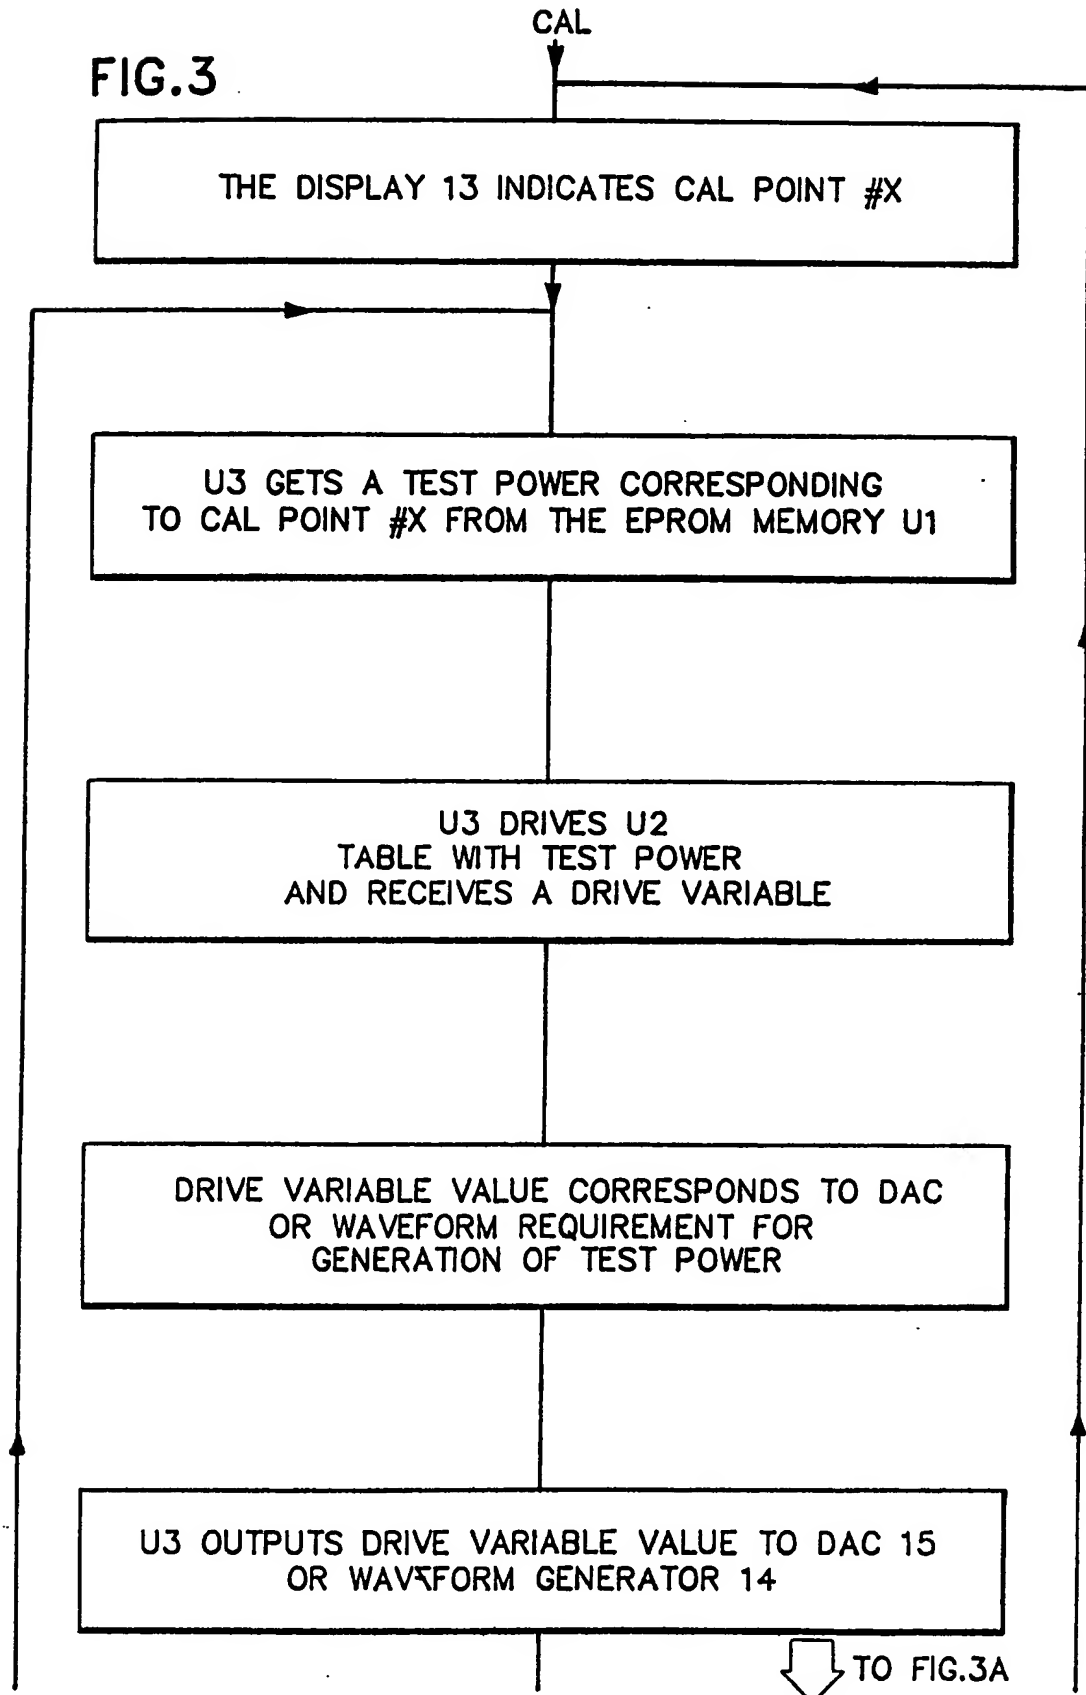 CAL
FIG.3
THE DISPLAY 13 INDICATES CAL POINT #X
U3 GETS A TEST POWER CORRESPONDING
TO CAL POINT #X FROM THE EPROM MEMORY U1
U3 DRIVES U2
TABLE WITH TEST POWER
AND RECEIVES A DRIVE VARIABLE
DRIVE VARIABLE VALUE CORRESPONDS TO DAC
OR WAVEFORM REQUIREMENT FOR
GENERATION OF TEST POWER
U3 OUTPUTS DRIVE VARIABLE VALUE TO DAC 15
OR WAVEFORM GENERATOR 14
TO FIG.3A